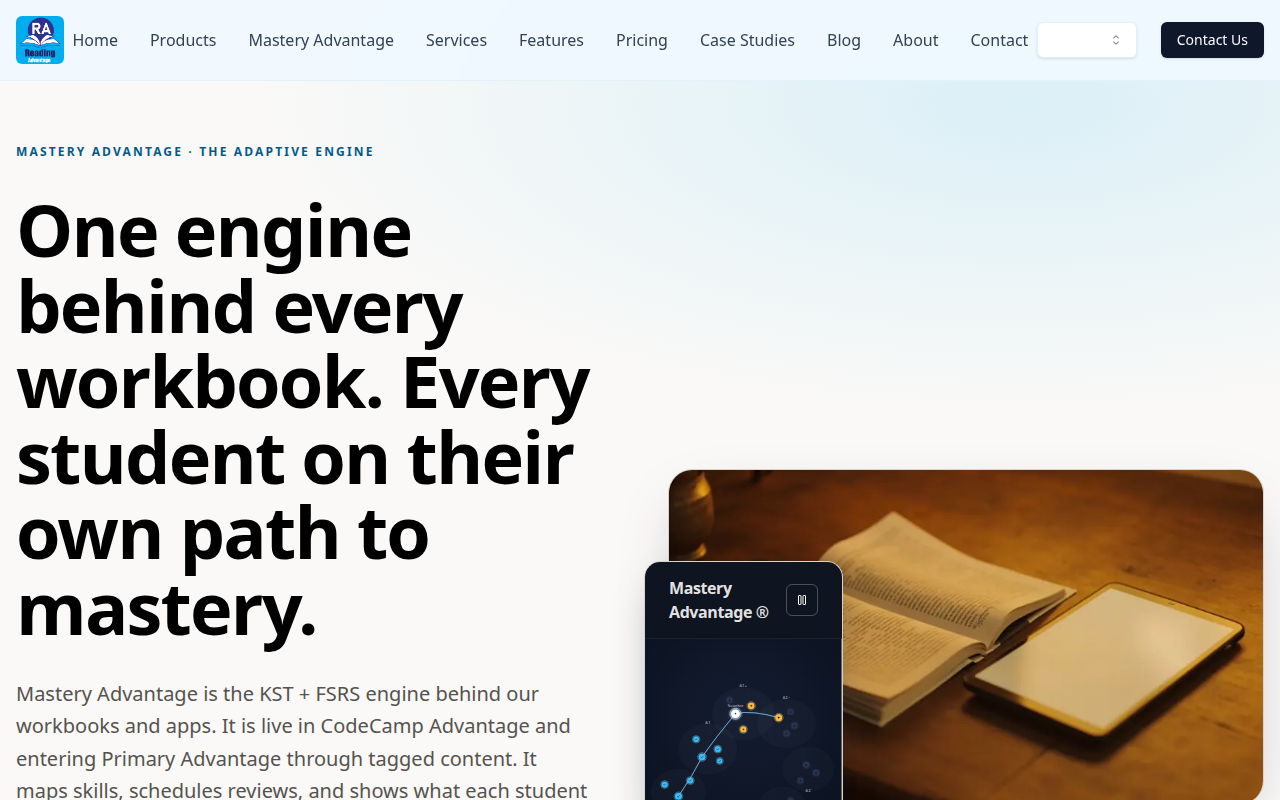 RA
Reading
Advantage
Home
Products
Mastery Advantage
Services
Features
Pricing
Case Studies
Blog
About
Contact
Contact Us
MASTERY ADVANTAGE · THE ADAPTIVE ENGINE
One engine
behind every
workbook. Every
student on their
own path to
mastery.
Mastery Advantage is the KST + FSRS engine behind our
workbooks and apps. It is live in CodeCamp Advantage and
entering Primary Advantage through tagged content. It
maps skills, schedules reviews, and shows what each student
Mastery
Advantage ®